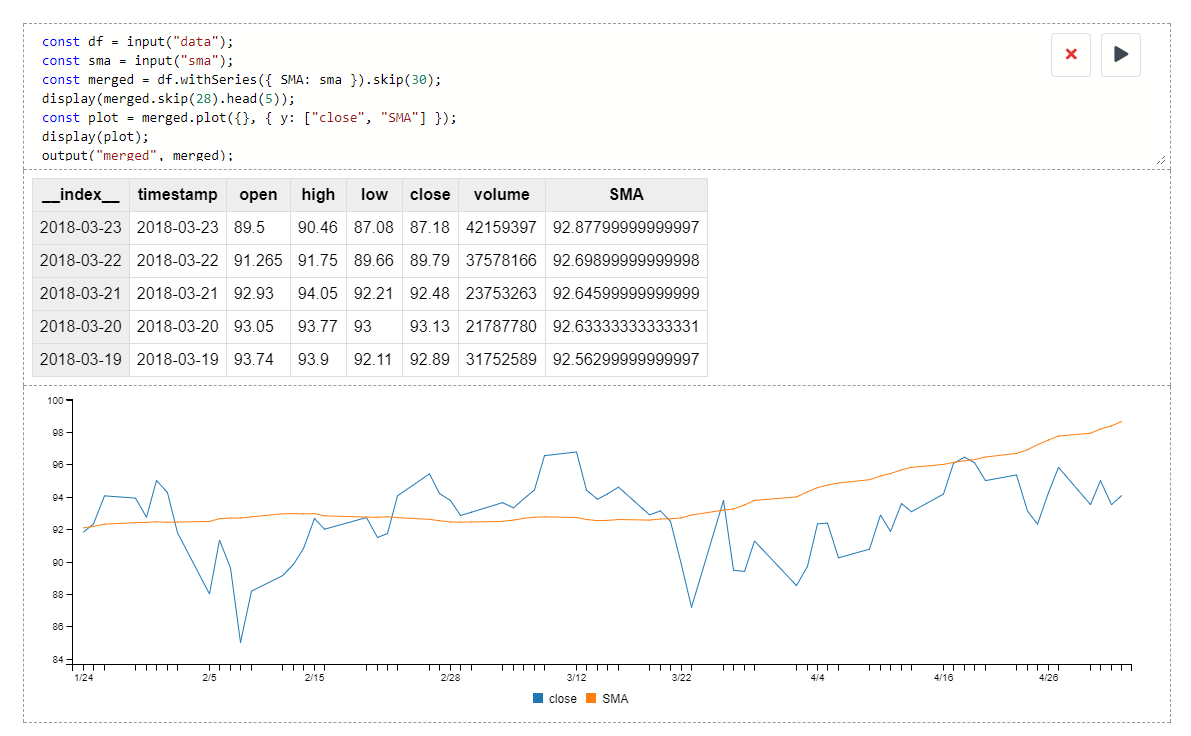 const df = input("data");
const sma = input("sma");
const merged = df.withSeries({ SMA: sma }).skip(30);
display(merged.skip(28).head(5));
const plot = merged.plot({}, { y: ["close", "SMA"] });
display(plot);
output("merged", merged);
__index__ timestamp open high low close volume SMA
2018-03-23 2018-03-23 89.5 90.46 87.08 87.18 42159397 92.87799999999997
2018-03-22 2018-03-22 91.265 91.75 89.66 89.79 37578166 92.69899999999998
2018-03-21 2018-03-21 92.93 94.05 92.21 92.48 23753263 92.64599999999999
2018-03-20 2018-03-20 93.05 93.77 93 93.13 21787780 92.63333333333331
2018-03-19 2018-03-19 93.74 93.9 92.11 92.89 31752589 92.56299999999997
100
98
96
94
92
90
88
86
84
1/24 2/5 2/15 2/28 3/12 3/22 4/4 4/16 4/26
close SMA